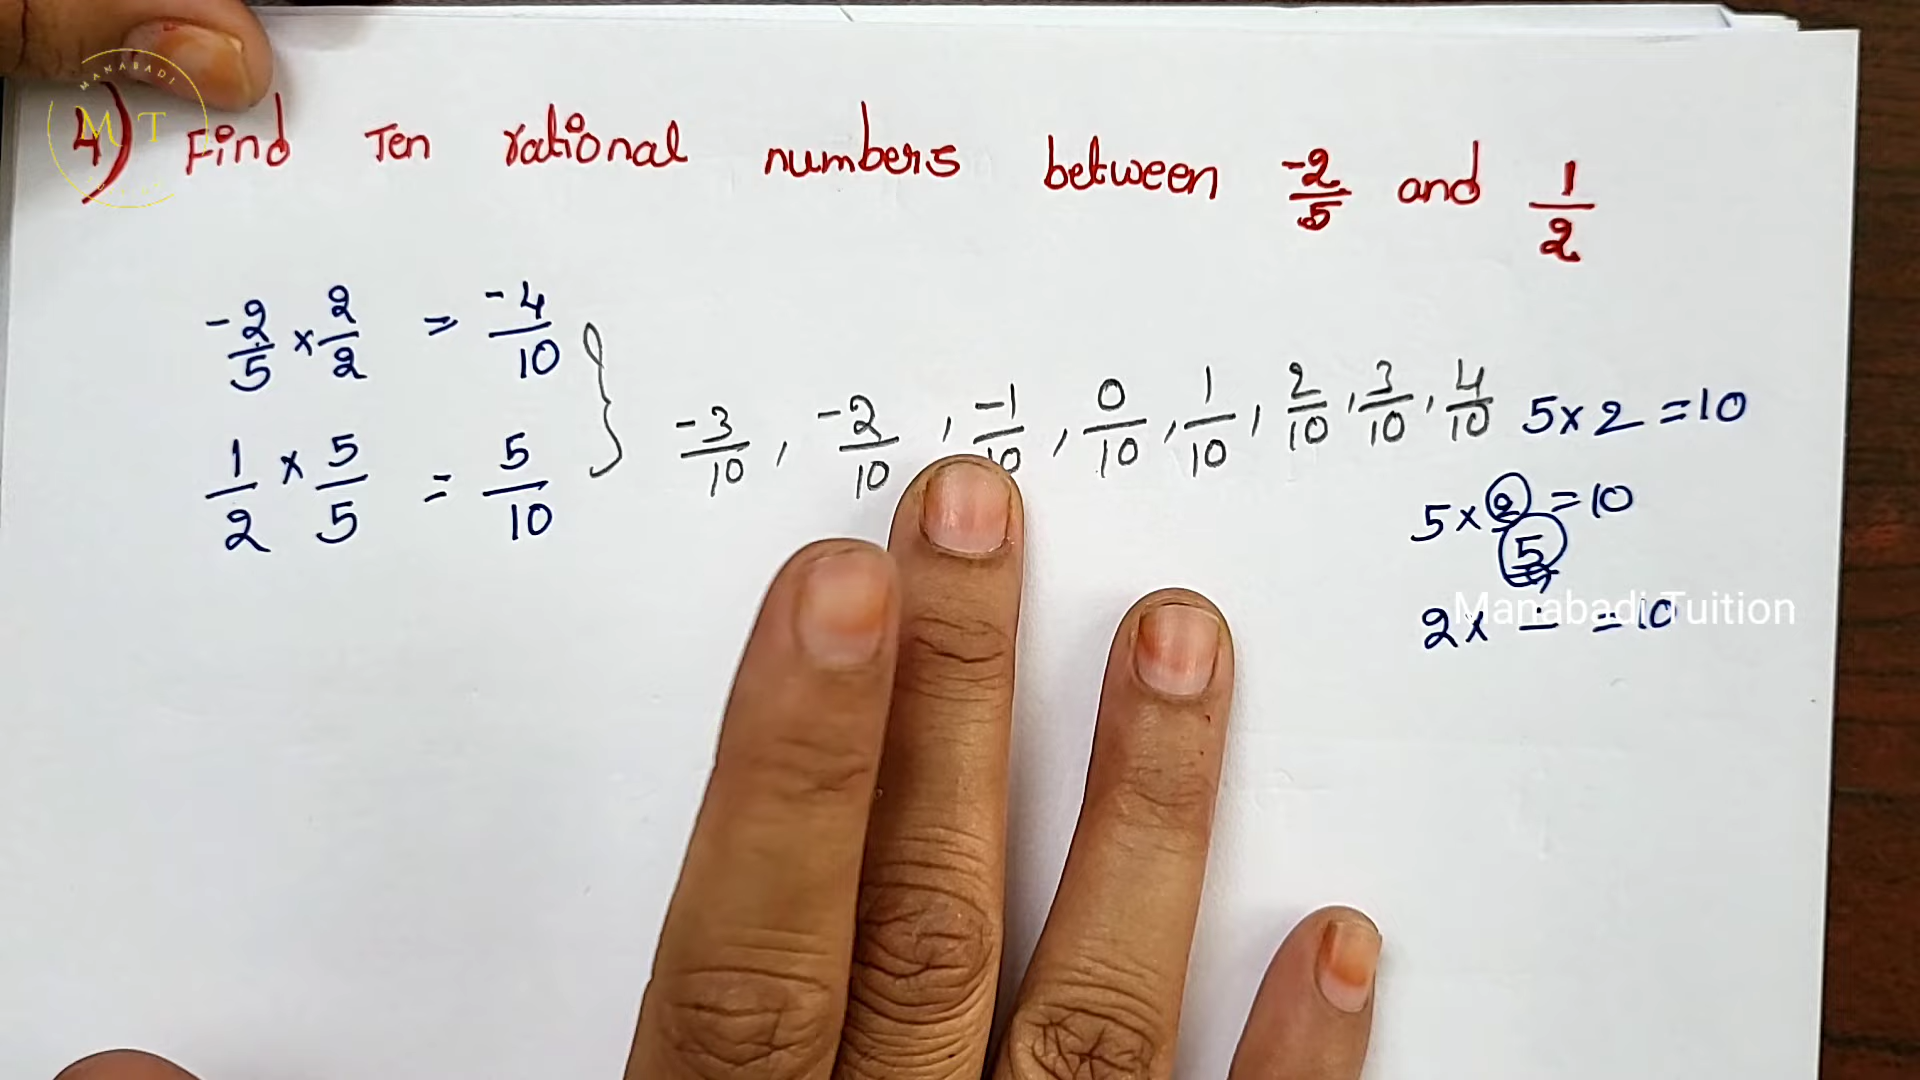 MANABADI
M T
4) Find Ten rational numbers between -2/5 and 1/2
-2/5 × 2/2 = -4/10
1/2 × 5/5 = 5/10
-3/10, -2/10, -1/10, 0/10, 1/10, 2/10, 3/10, 4/10
5×2=10
5×2=10
5
2× – =10
Manabadi Tuition